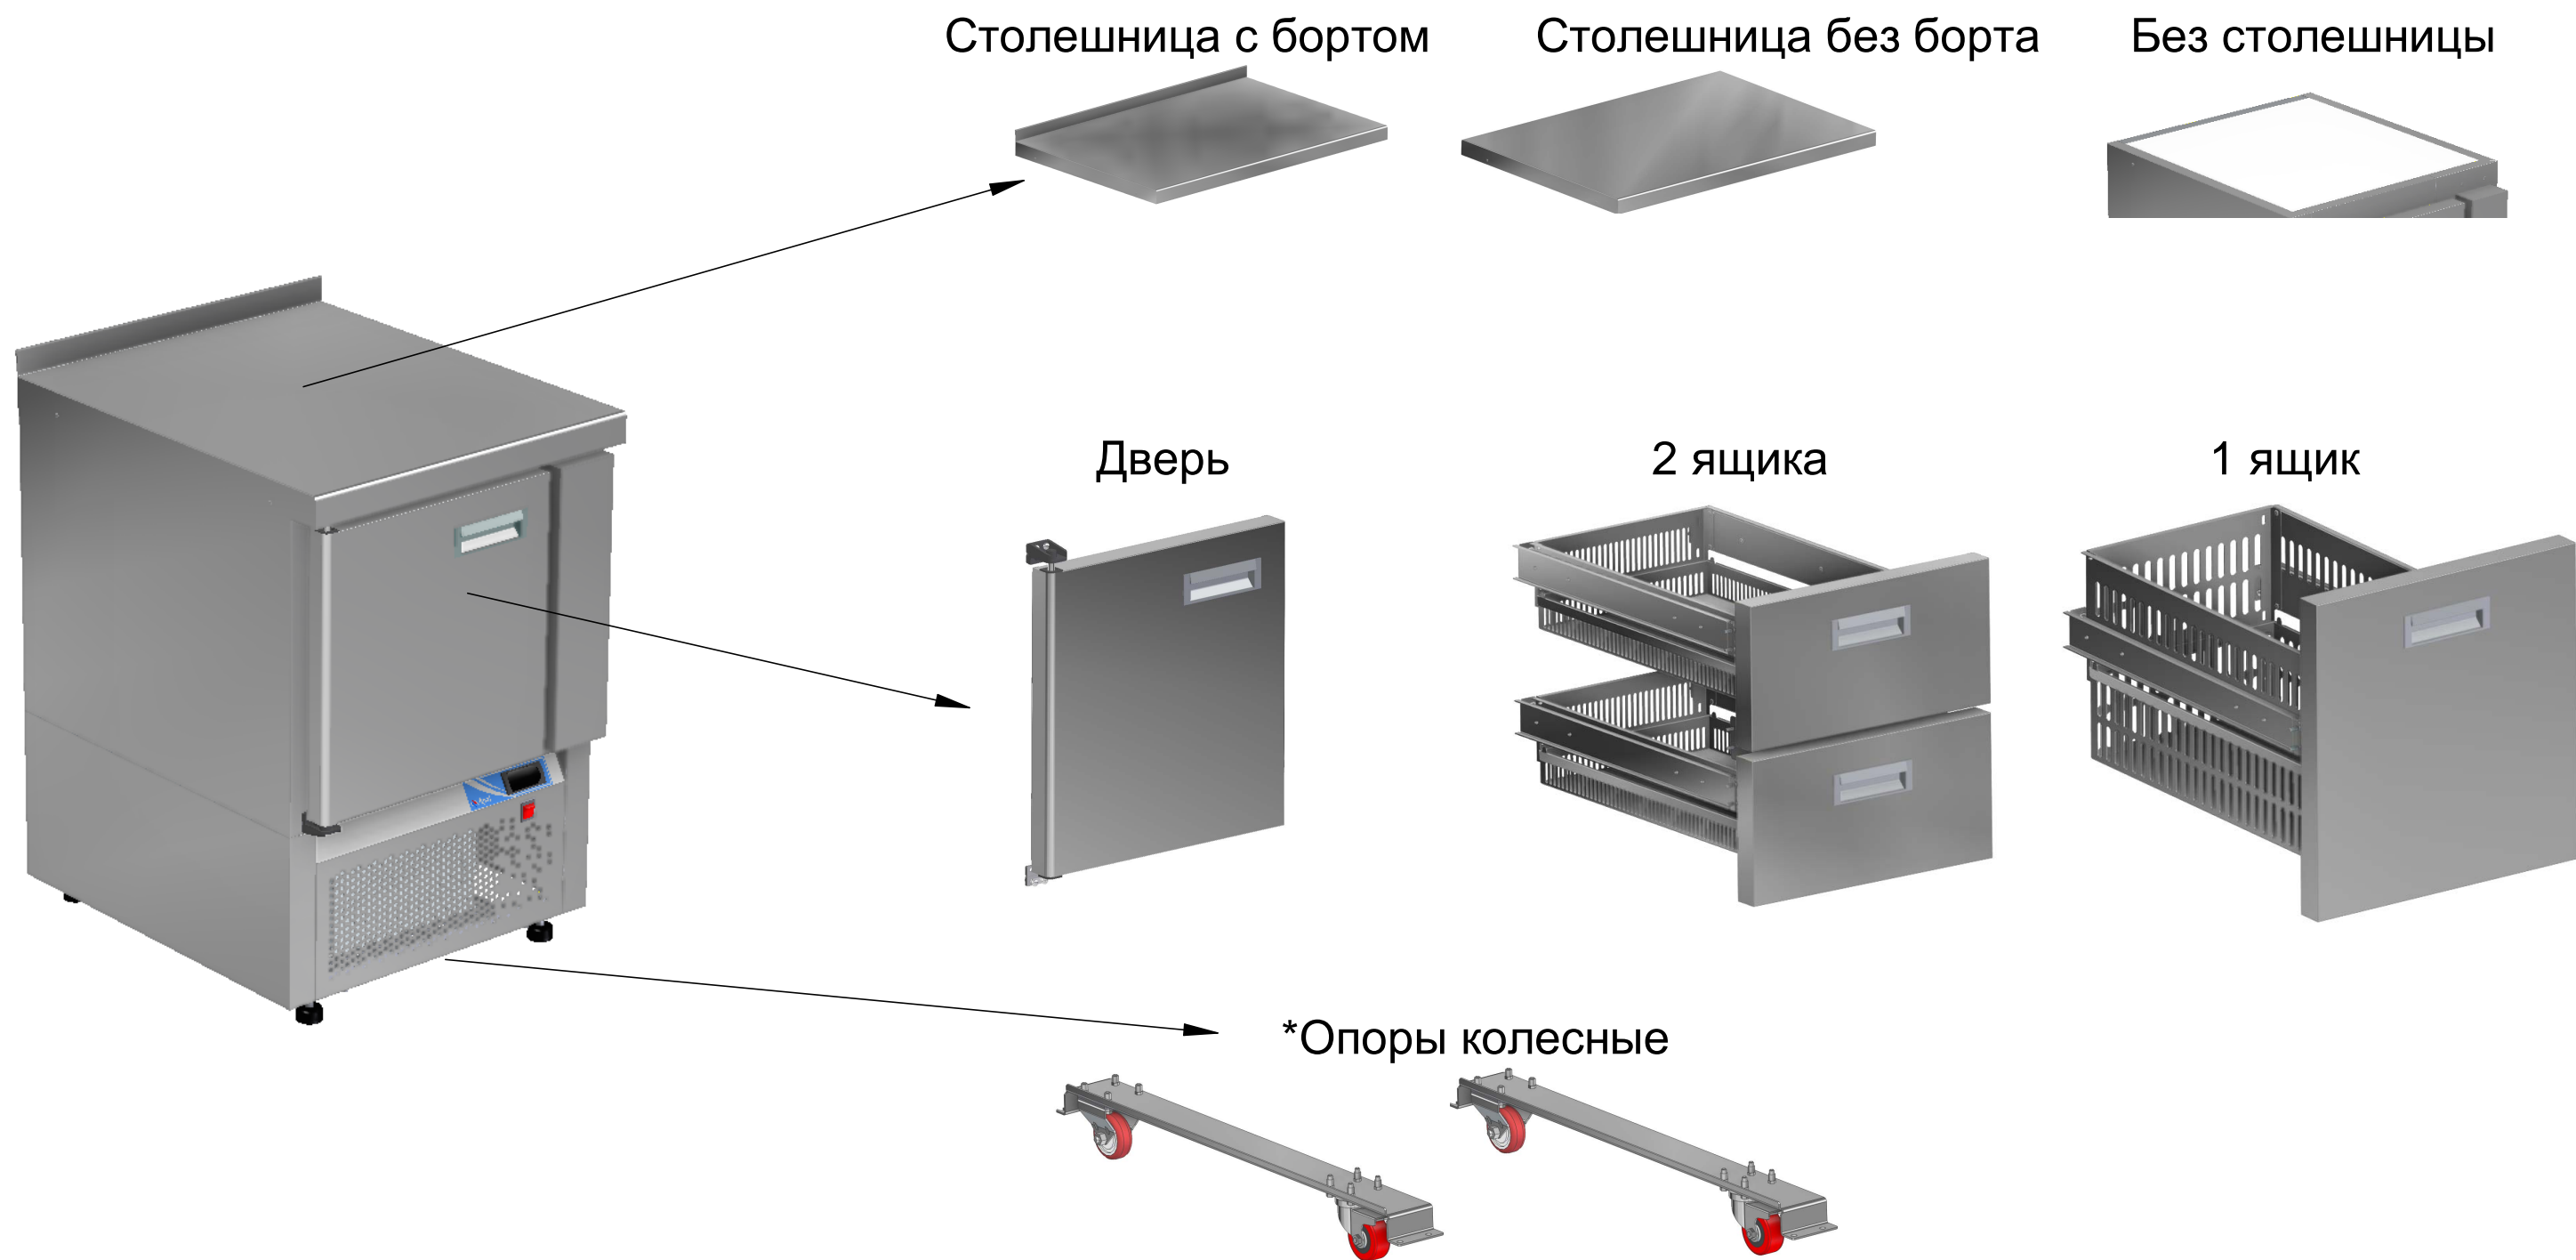 Столешница с бортом
Столешница без борта
Без столешницы
Дверь
2 ящика
1 ящик
*Опоры колесные